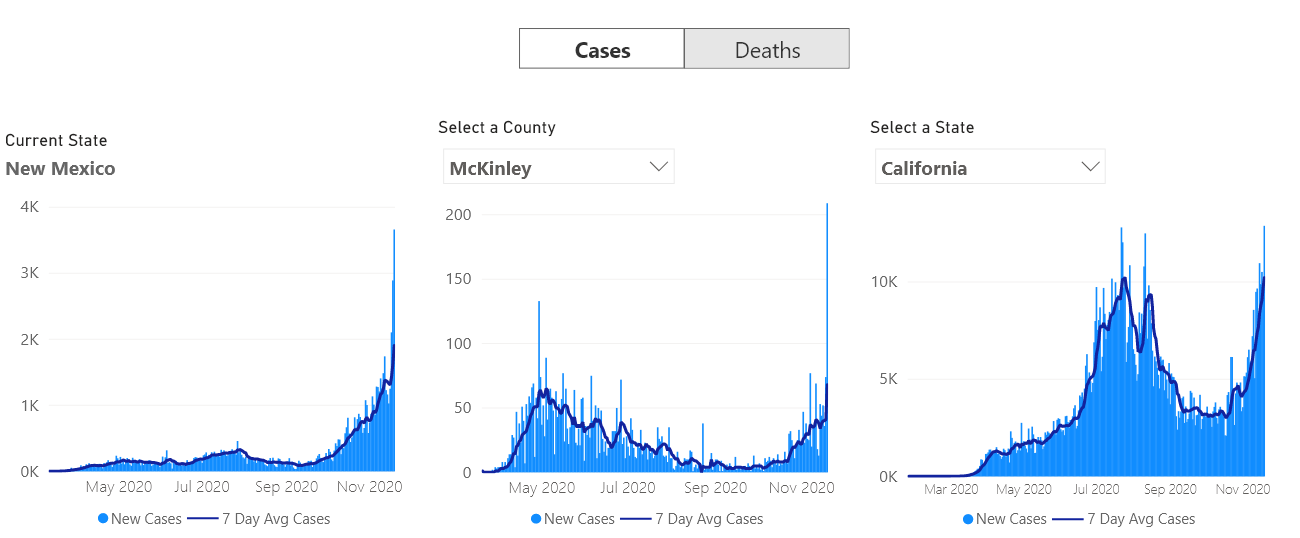 Cases Deaths
Current State
New Mexico
4K
3K
2K
1K
0K
May 2020 Jul 2020 Sep 2020 Nov 2020
New Cases 7 Day Avg Cases
Select a County
McKinley
200
150
100
50
0
May 2020 Jul 2020 Sep 2020 Nov 2020
New Cases 7 Day Avg Cases
Select a State
California
10K
5K
0K
Mar 2020 May 2020 Jul 2020 Sep 2020 Nov 2020
New Cases 7 Day Avg Cases